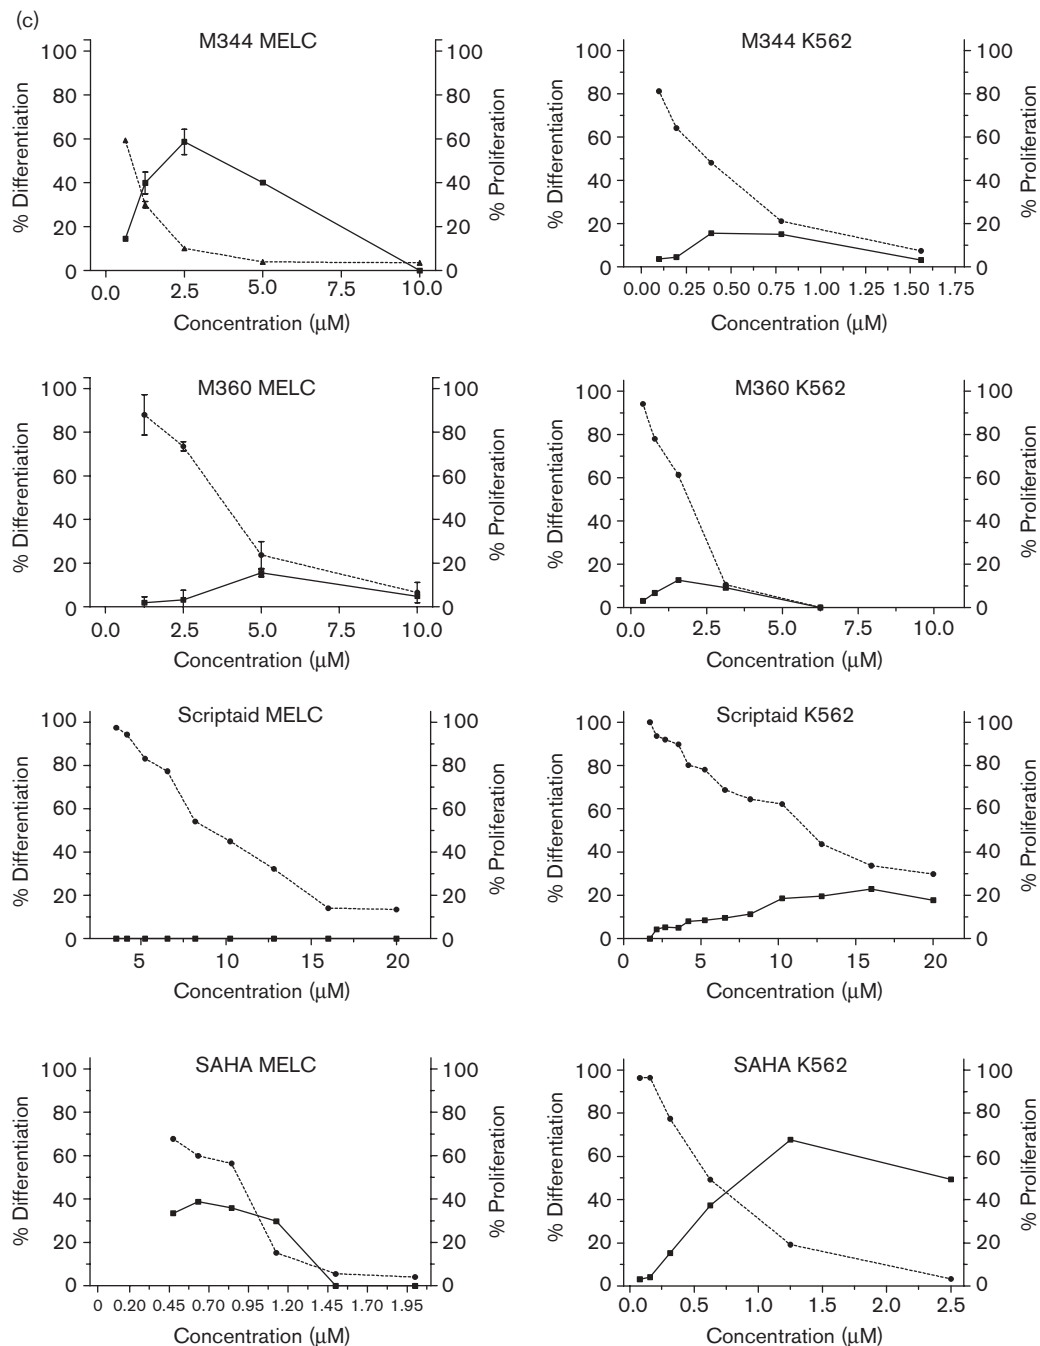 (c)
M344 MELC
100
80
60
40
20
0
% Differentiation
100
80
60
40
20
0
% Proliferation
0.0 2.5 5.0 7.5 10.0
Concentration (μM)
M344 K562
100
80
60
40
20
0
% Differentiation
100
80
60
40
20
0
% Proliferation
0.00 0.25 0.50 0.75 1.00 1.25 1.50 1.75
Concentration (μM)
M360 MELC
100
80
60
40
20
0
% Differentiation
100
80
60
40
20
0
% Proliferation
0.0 2.5 5.0 7.5 10.0
Concentration (μM)
M360 K562
100
80
60
40
20
0
% Differentiation
100
80
60
40
20
0
% Proliferation
0.0 2.5 5.0 7.5 10.0
Concentration (μM)
Scriptaid MELC
100
80
60
40
20
0
% Differentiation
100
80
60
40
20
0
% Proliferation
5 10 15 20
Concentration (μM)
Scriptaid K562
100
80
60
40
20
0
% Differentiation
100
80
60
40
20
0
% Proliferation
0 5 10 15 20
Concentration (μM)
SAHA MELC
100
80
60
40
20
0
% Differentiation
100
80
60
40
20
0
% Proliferation
0 0.20 0.45 0.70 0.95 1.20 1.45 1.70 1.95
Concentration (μM)
SAHA K562
100
80
60
40
20
0
% Differentiation
100
80
60
40
20
0
% Proliferation
0.0 0.5 1.0 1.5 2.0 2.5
Concentration (μM)